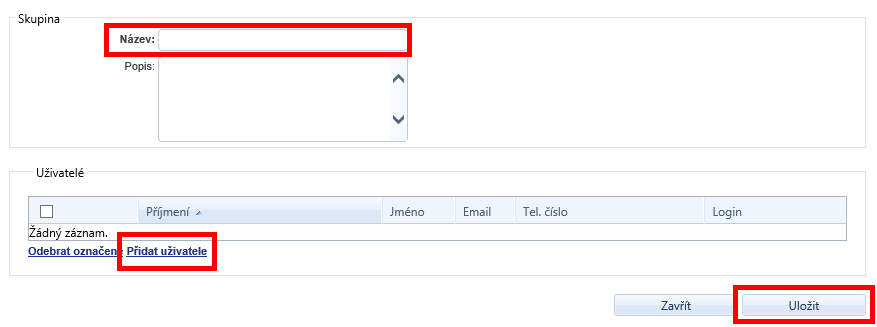 Skupina
Název:
Popis:
Uživatelé
Příjmení Jméno Email Tel. číslo Login
Žádný záznam.
Odebrat označené Přidat uživatele
Zavřít Uložit